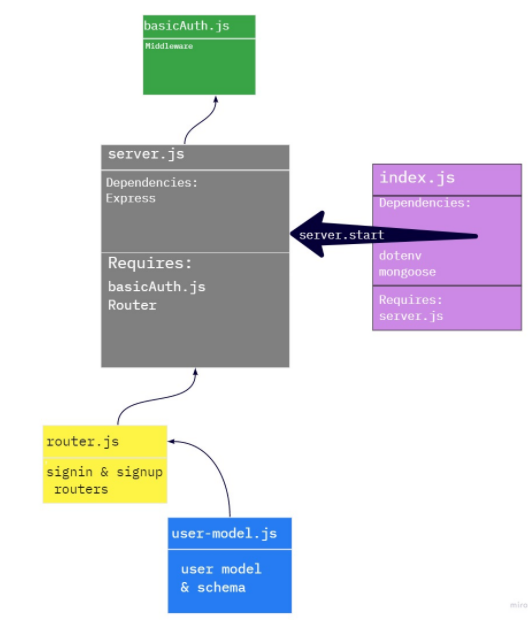 basicAuth.js
Middleware
server.js
Dependencies:
Express
Requires:
basicAuth.js
Router
server.start
index.js
Dependencies:
dotenv
mongoose
Requires:
server.js
router.js
signin & signup
routers
user-model.js
user model
& schema
miro